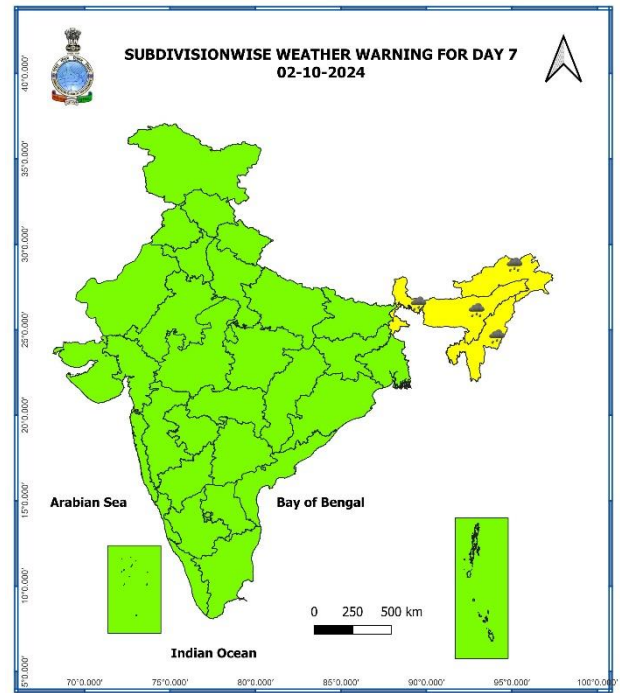 SUBDIVISIONWISE WEATHER WARNING FOR DAY 7
02-10-2024
40°0.000'
35°0.000'
30°0.000'
25°0.000'
20°0.000'
15°0.000'
10°0.000'
5°0.000'
Arabian Sea
Bay of Bengal
0 250 500 km
Indian Ocean
70°0.000' 75°0.000' 80°0.000' 85°0.000' 90°0.000' 95°0.000' 100°0.000'